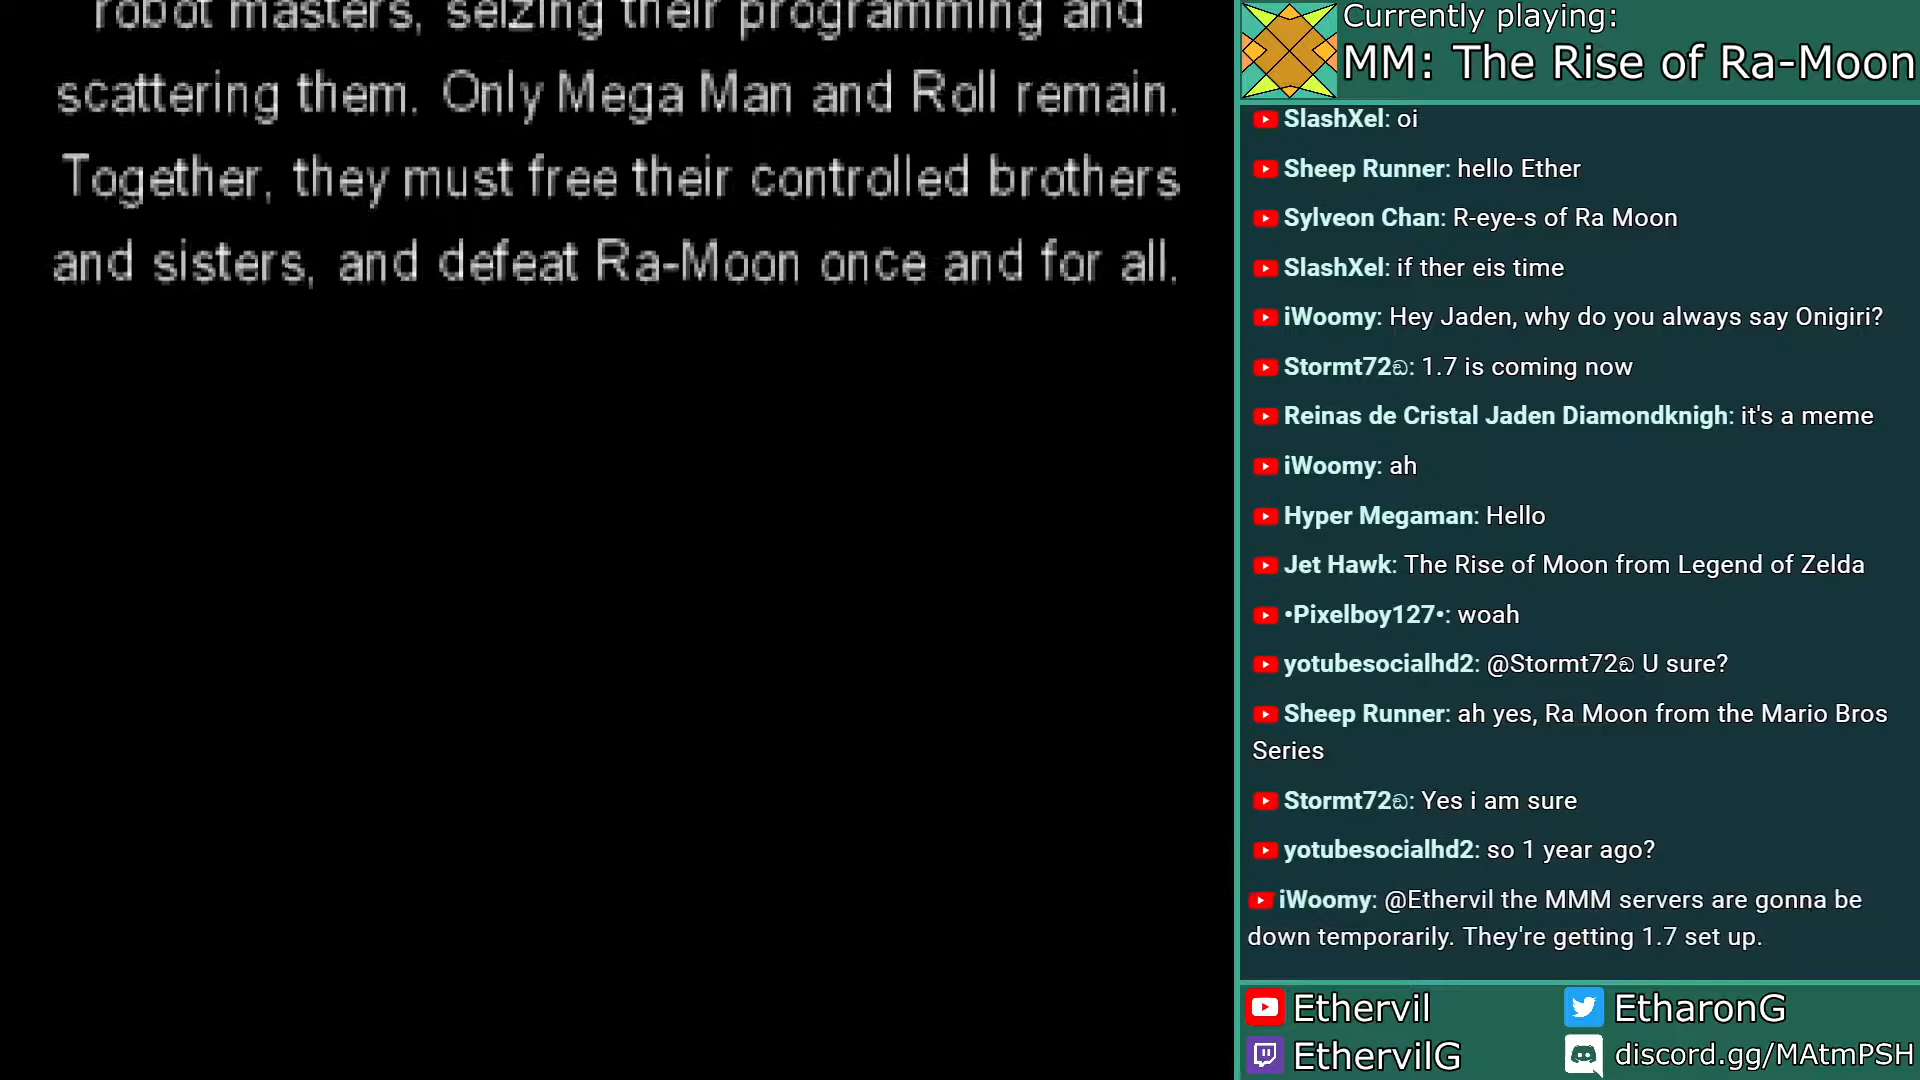 robot masters, seizing their programming and
scattering them. Only Mega Man and Roll remain.
Together, they must free their controlled brothers
and sisters, and defeat Ra-Moon once and for all.
Currently playing:
MM: The Rise of Ra-Moon
SlashXel: oi
Sheep Runner: hello Ether
Sylveon Chan: R-eye-s of Ra Moon
SlashXel: if ther eis time
iWoomy: Hey Jaden, why do you always say Onigiri?
Stormt72: 1.7 is coming now
Reinas de Cristal Jaden Diamondknigh: it's a meme
iWoomy: ah
Hyper Megaman: Hello
Jet Hawk: The Rise of Moon from Legend of Zelda
•Pixelboy127•: woah
yotubesocialhd2: @Stormt72 U sure?
Sheep Runner: ah yes, Ra Moon from the Mario Bros
Series
Stormt72: Yes i am sure
yotubesocialhd2: so 1 year ago?
iWoomy: @Ethervil the MMM servers are gonna be
down temporarily. They're getting 1.7 set up.
Ethervil
EtharonG
EthervilG
discord.gg/MAtmPSH